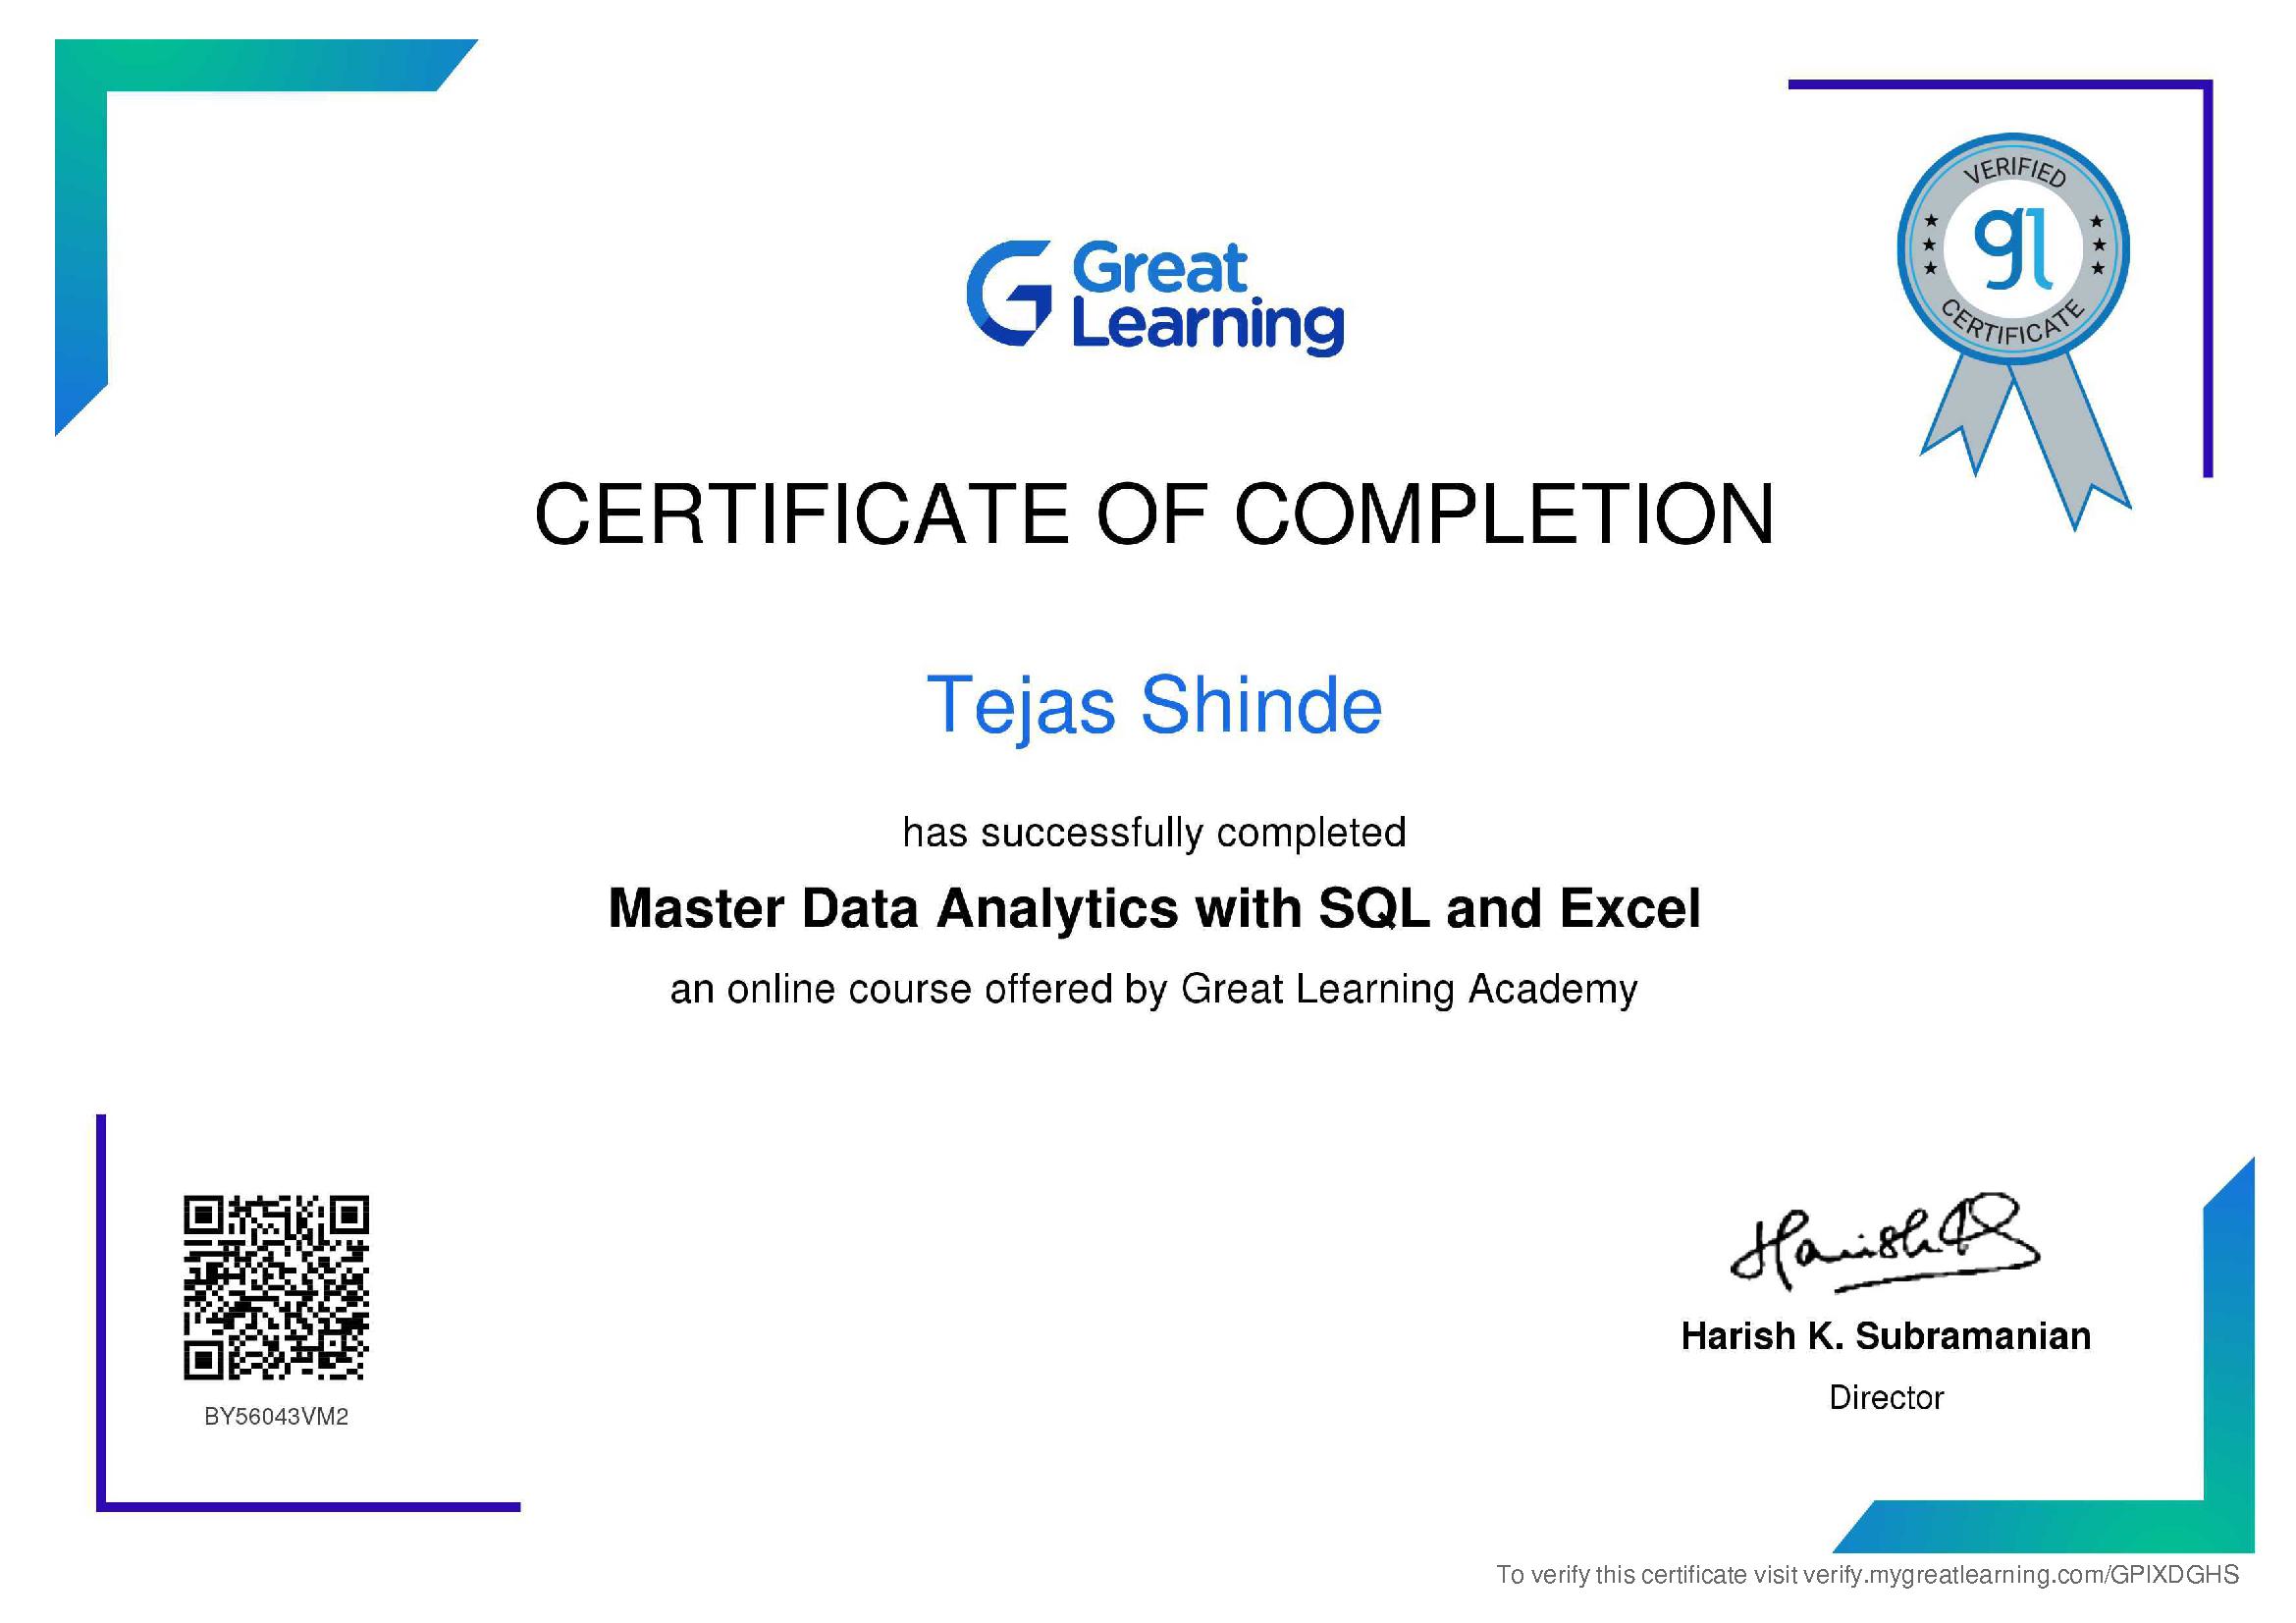 Great
Learning
VERIFIED
gl
CERTIFICATE
CERTIFICATE OF COMPLETION
Tejas Shinde
has successfully completed
Master Data Analytics with SQL and Excel
an online course offered by Great Learning Academy
BY56043VM2
Harish K. Subramanian
Director
To verify this certificate visit verify.mygreatlearning.com/GPIXDGHS